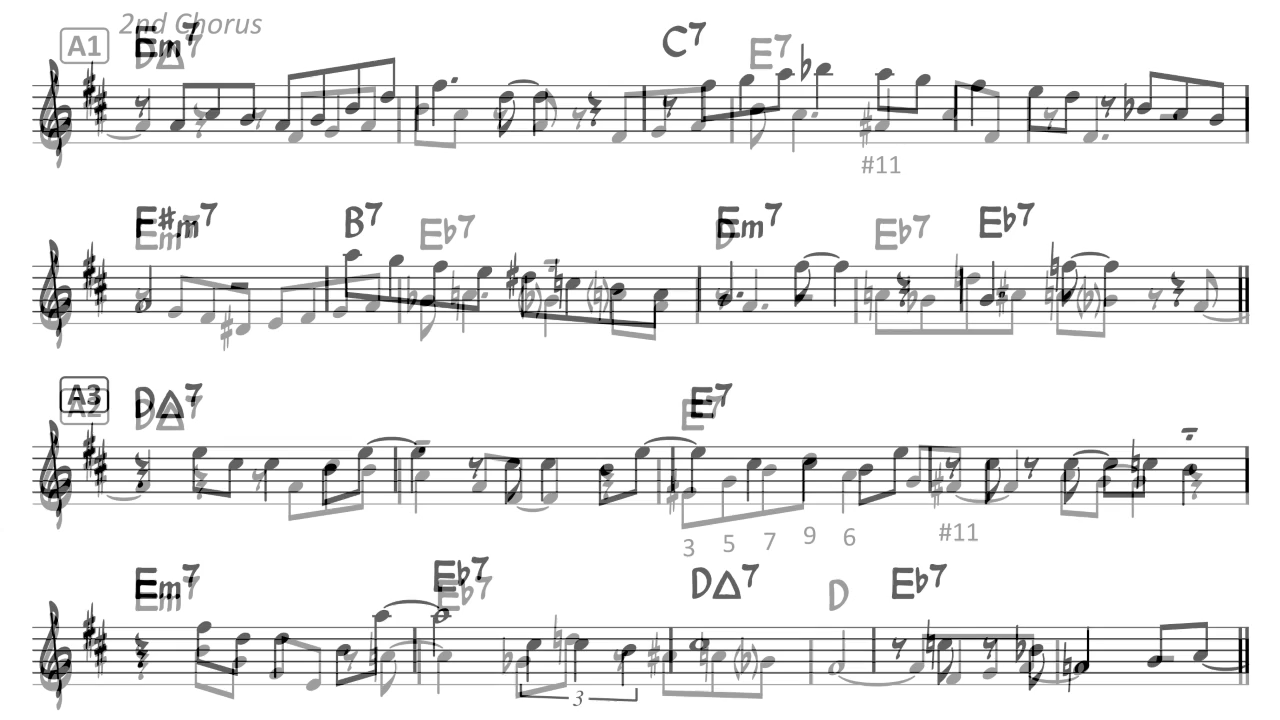 2nd Chorus
A1 Em7 DΔ7 C7 E7
#11
F#m7 Em7 B7 Eb7 Em7 D Eb7 Eb7
A3 A2 DΔ7 DΔ7 E7 E7
3 5 7 9 6 #11
Em7 Em7 Eb7 Eb7 DΔ7 D Eb7
3